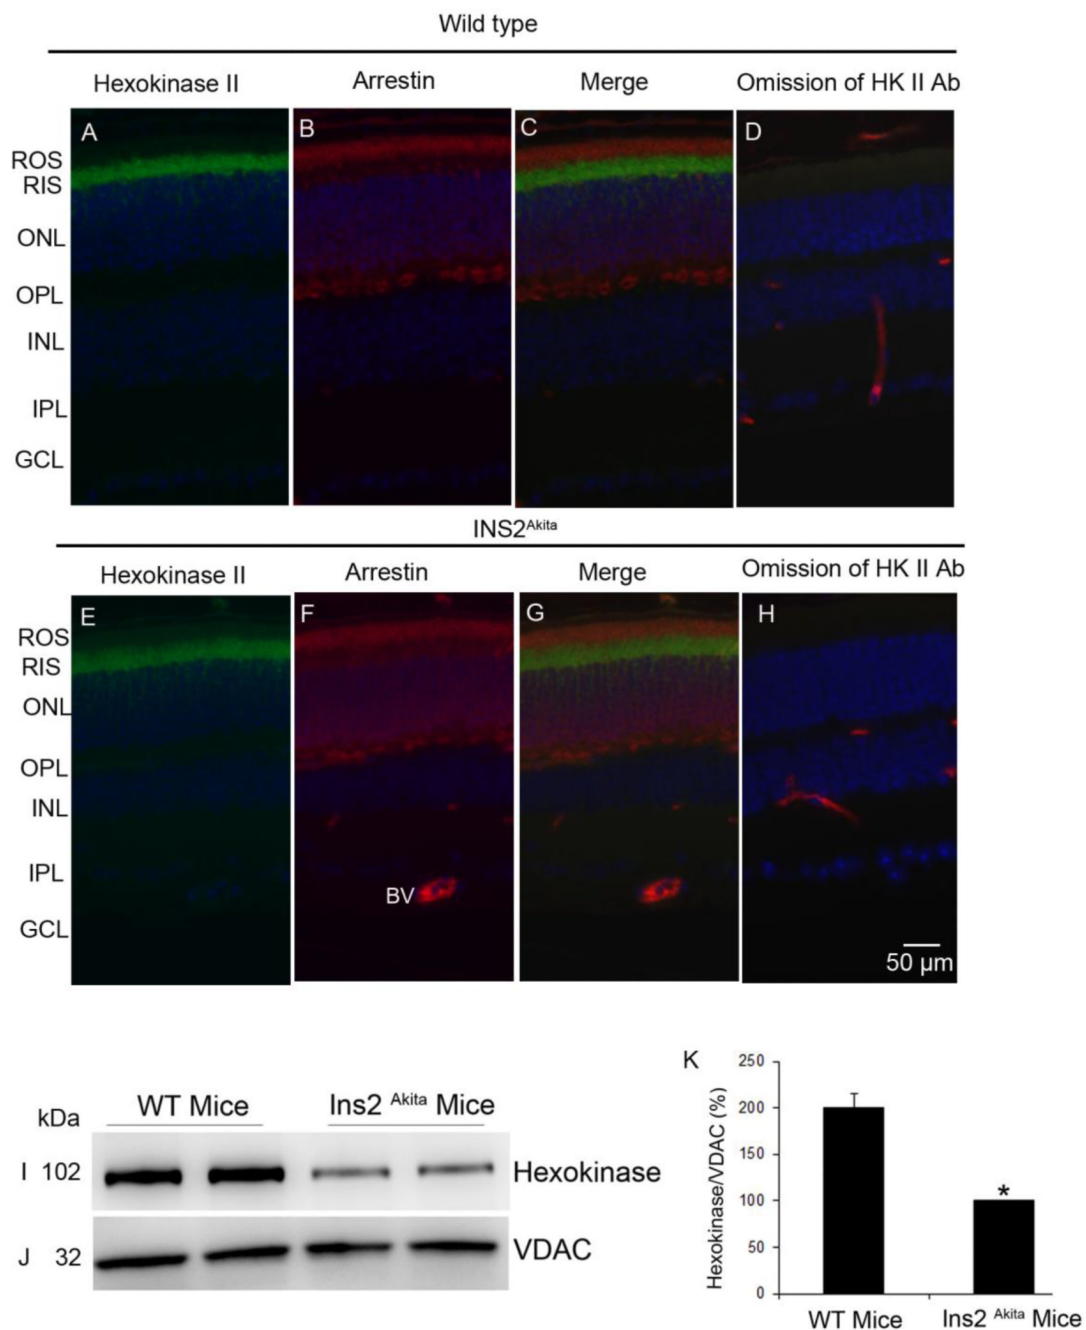 Wild type
Hexokinase II Arrestin Merge Omission of HK II Ab
A B C D
ROS
RIS
ONL
OPL
INL
IPL
GCL
INS2Akita
Hexokinase II Arrestin Merge Omission of HK II Ab
E F G H
ROS
RIS
ONL
OPL
INL
IPL
BV
GCL
50 µm
kDa WT Mice Ins2 Akita Mice
I 102 Hexokinase
J 32 VDAC
K
Hexokinase/VDAC (%)
250
200
150
100
*
50
0
WT Mice Ins2 Akita Mice